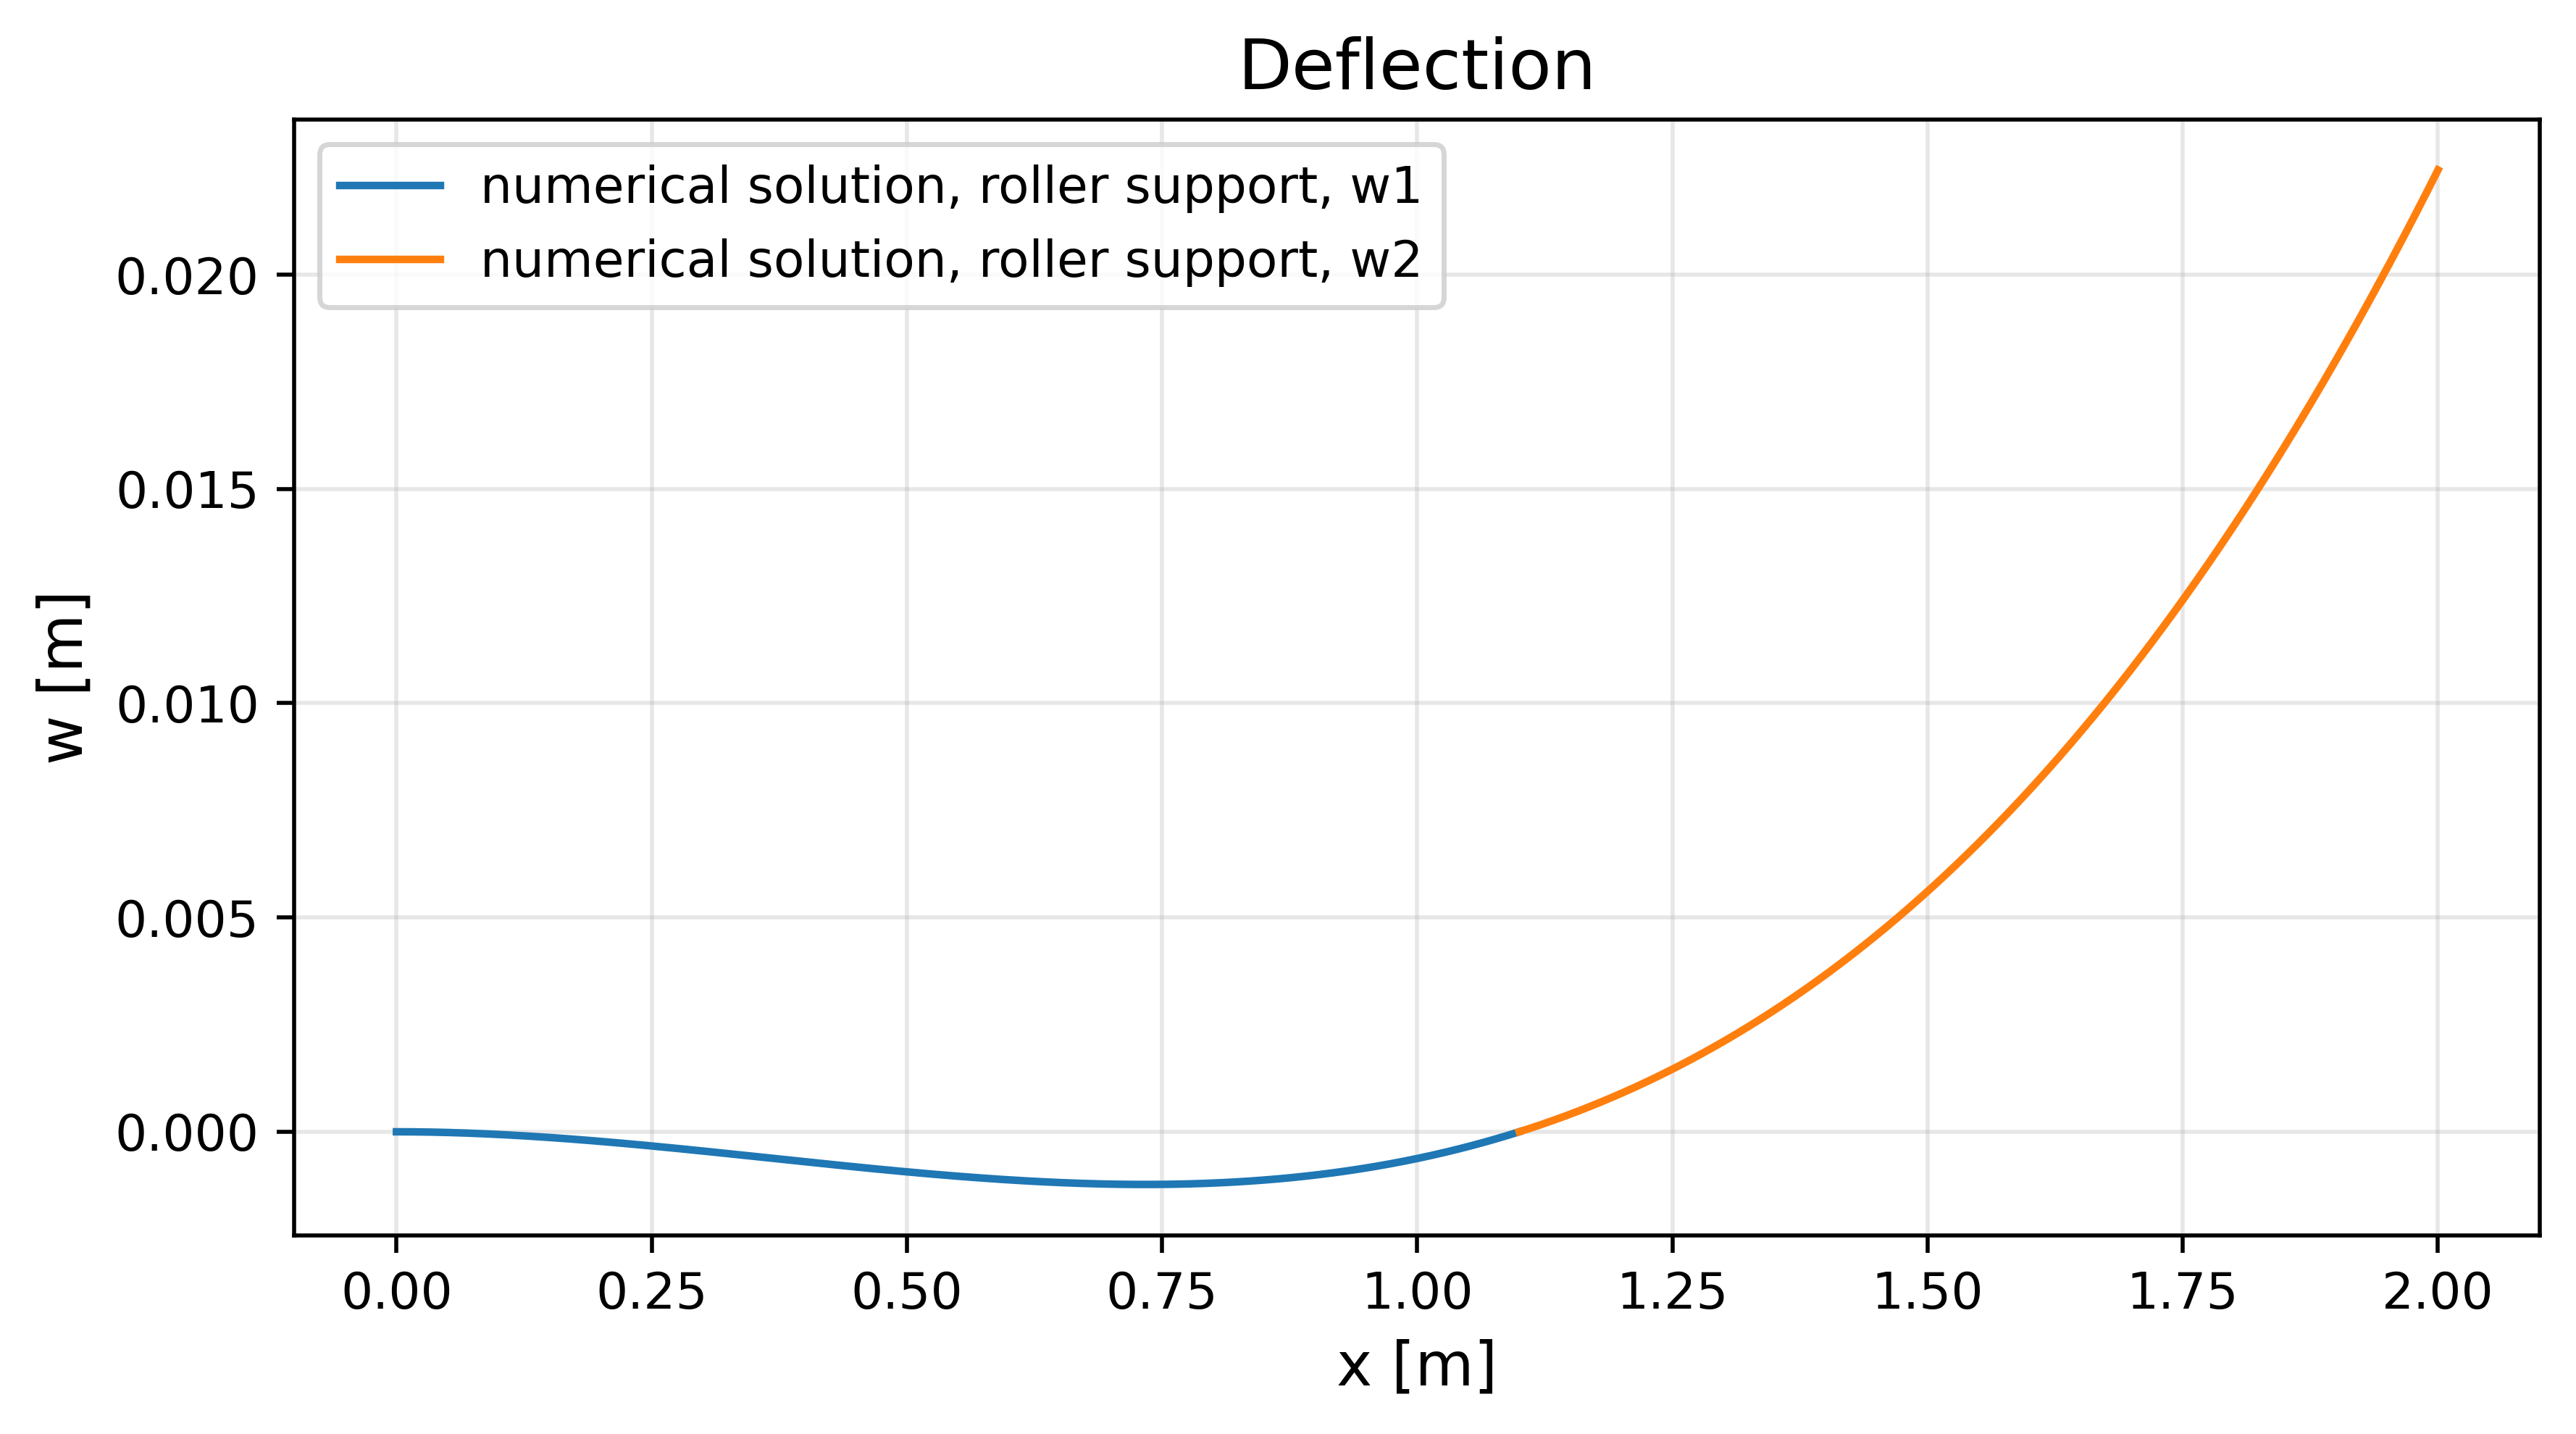 Deflection
numerical solution, roller support, w1
numerical solution, roller support, w2
w [m]
0.020
0.015
0.010
0.005
0.000
0.00 0.25 0.50 0.75 1.00 1.25 1.50 1.75 2.00
x [m]